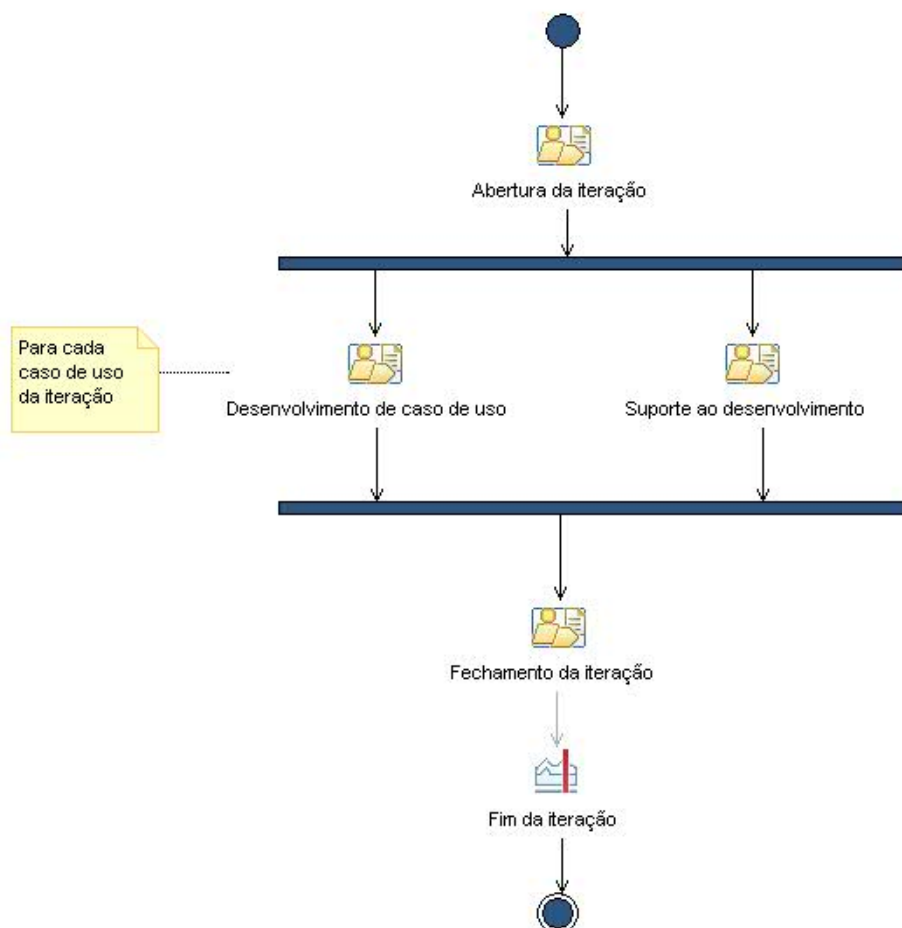 Abertura da iteração
Para cada
caso de uso
da iteração
Desenvolvimento de caso de uso
Suporte ao desenvolvimento
Fechamento da iteração
Fim da iteração